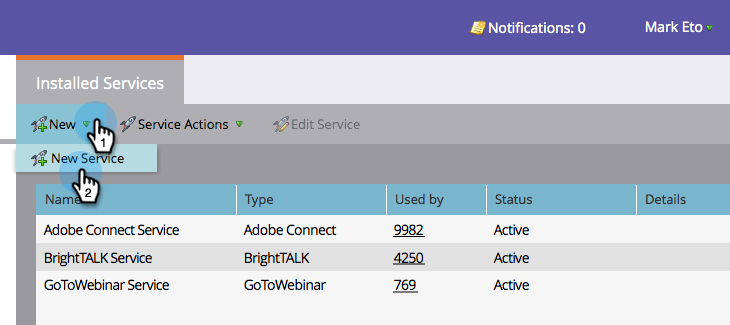 Notifications: 0
Mark Eto
Installed Services
New
1
Service Actions
Edit Service
New Service
2
Name Type Used by Status Details
Adobe Connect Service Adobe Connect 9982 Active
BrightTALK Service BrightTALK 4250 Active
GoToWebinar Service GoToWebinar 769 Active